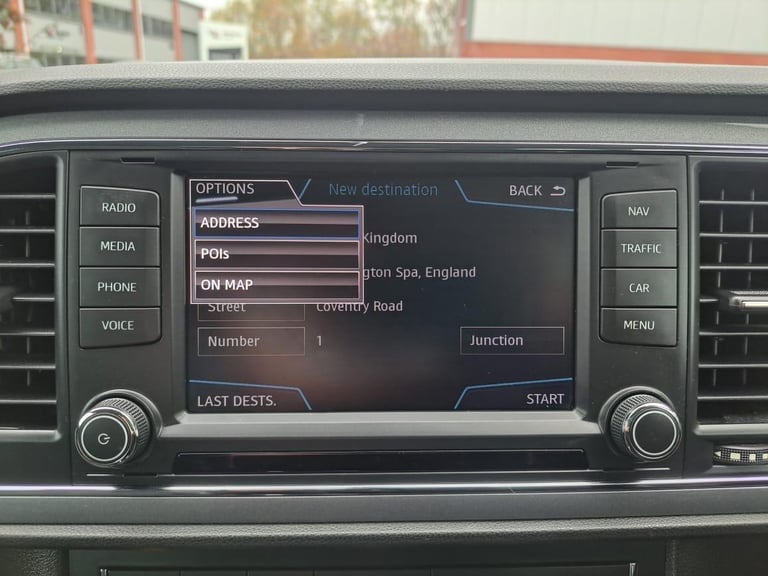 OPTIONS New destination BACK
RADIO
MEDIA
PHONE
VOICE
ADDRESS
POIs
ON MAP
Kingdom
gton Spa, England
Street Coventry Road
Number 1 Junction
LAST DESTS. START
NAV
TRAFFIC
CAR
MENU